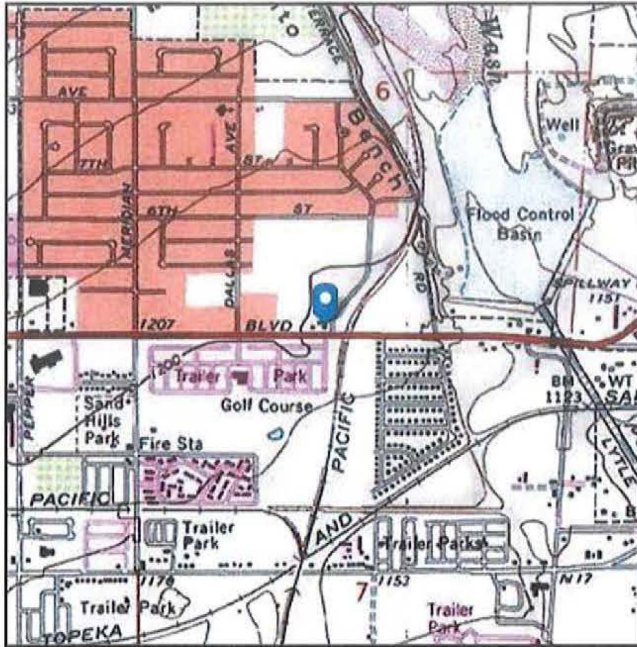 TERRACE
Wash
6
AVE
AVE
Bench
Well
7TH
ST
MERIDIAN
6TH
ST
Flood Control
Basin
DALLAS
RD
SPILLWAY
1151
1207
BLVD
1200
Trailer Park
BM
1123
WT
PEPPER
Sand
Hills
Park
Golf Course
PACIFIC
LYTLE
Fire Sta
PACIFIC
AND
Trailer
Park
Trailer Parks
1176
1153
N17
7
Trailer Park
Trailer
Park
TOPEKA